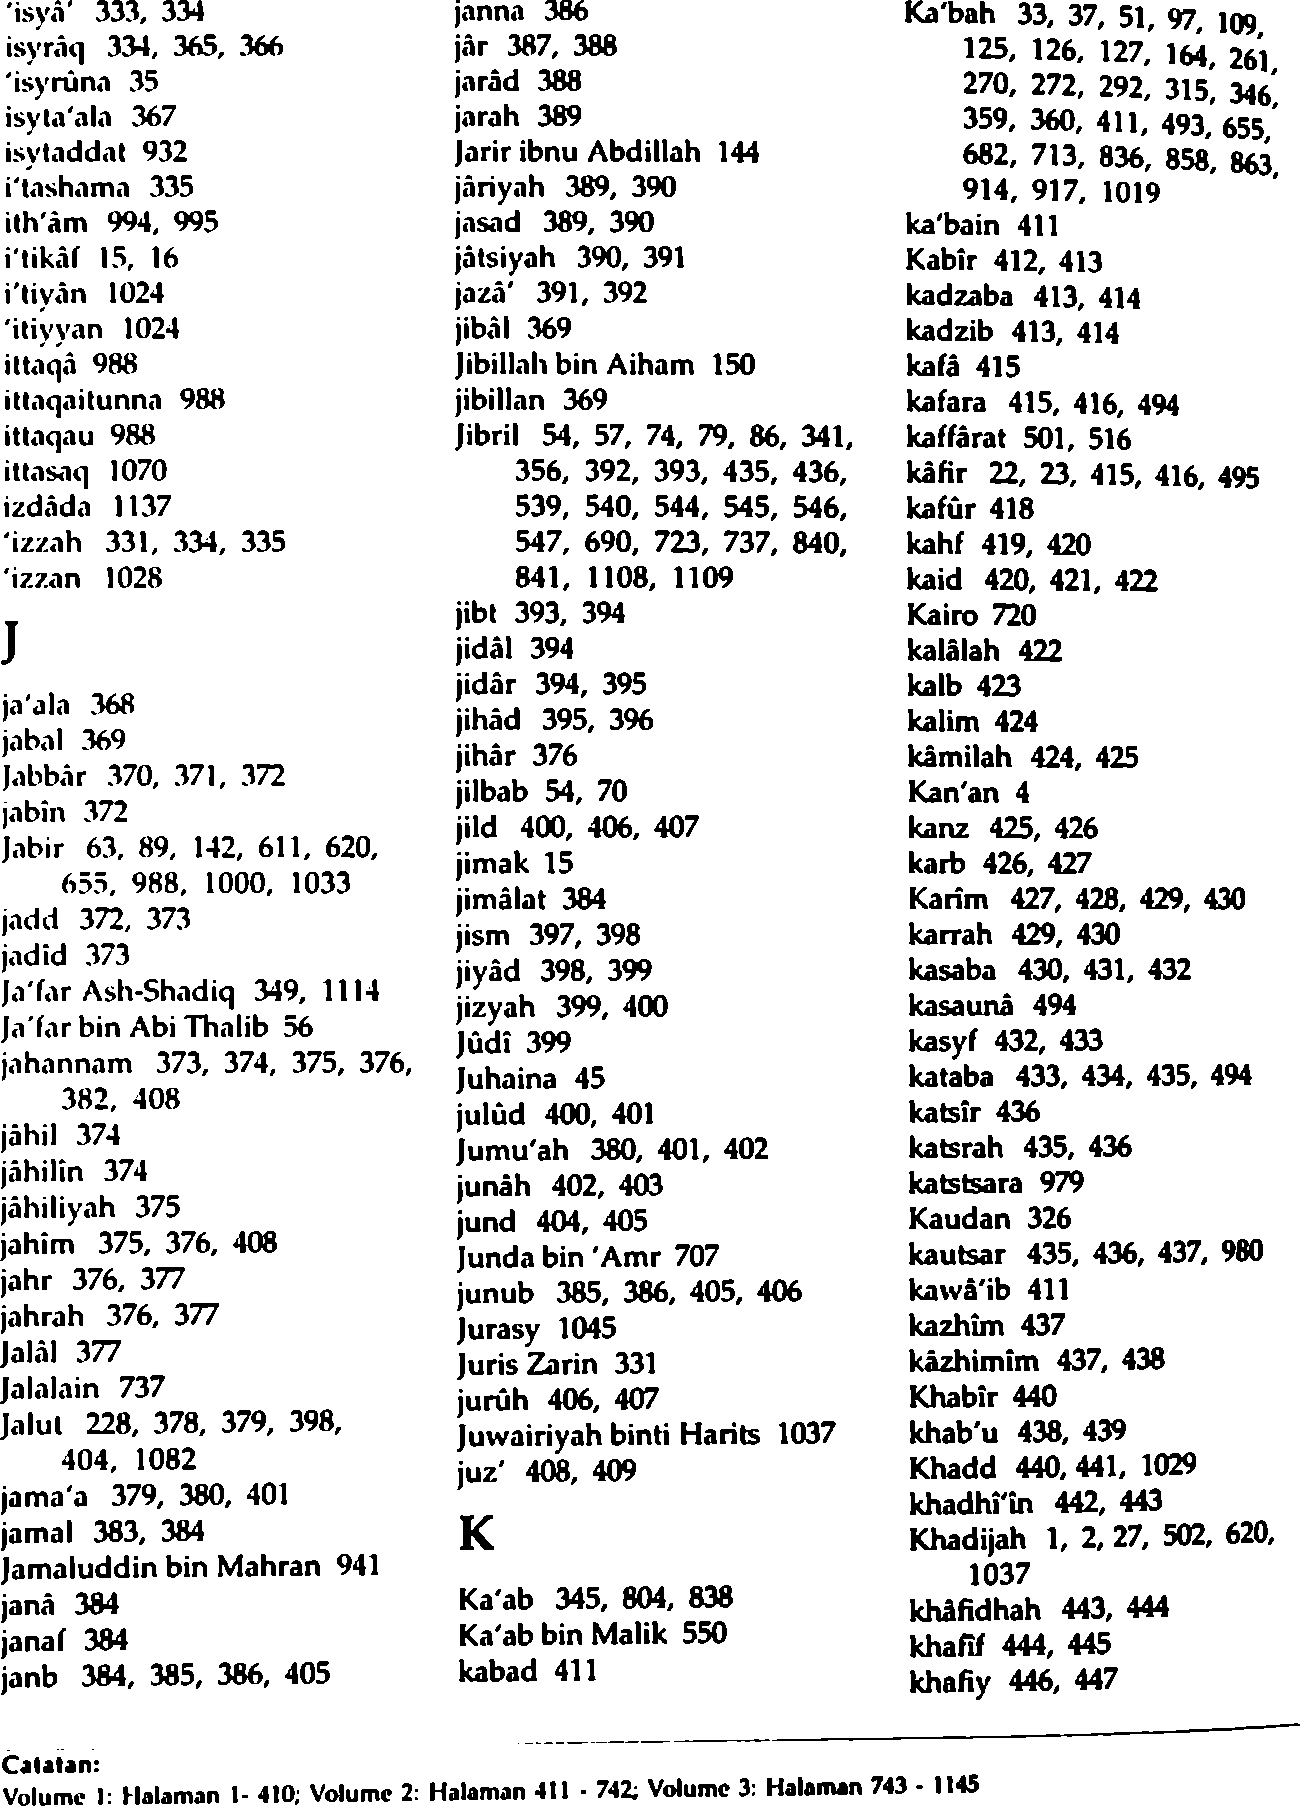 'isyâ' 333, 334
isyrâq 334, 365, 366
'isyrûna 35
isyta'ala 367
isytaddat 932
i'tashama 335
ith'âm 994, 995
i'tikâf 15, 16
i'tiyân 1024
'itiyyan 1024
ittaqâ 988
ittaqaitunna 988
ittaqau 988
ittasaq 1070
izdâda 1137
'izzah 331, 334, 335
'izzan 1028
J
ja'ala 368
jabal 369
Jabbâr 370, 371, 372
jabîn 372
Jabir 63, 89, 142, 611, 620,
655, 988, 1000, 1033
jadd 372, 373
jadîd 373
Ja'far Ash-Shadiq 349, 1114
Ja'far bin Abi Thalib 56
jahannam 373, 374, 375, 376,
382, 408
jâhil 374
jâhilîn 374
jâhiliyah 375
jahîm 375, 376, 408
jahr 376, 377
jahrah 376, 377
Jalâl 377
Jalalain 737
Jalut 228, 378, 379, 398,
404, 1082
jama'a 379, 380, 401
jamal 383, 384
Jamaluddin bin Mahran 941
janâ 384
janaf 384
janb 384, 385, 386, 405
janna 386
jâr 387, 388
jarâd 388
jarah 389
Jarir ibnu Abdillah 144
jâriyah 389, 390
jasad 389, 390
jâtsiyah 390, 391
jazâ' 391, 392
jibâl 369
Jibillah bin Aiham 150
jibillan 369
Jibril 54, 57, 74, 79, 86, 341,
356, 392, 393, 435, 436,
539, 540, 544, 545, 546,
547, 690, 723, 737, 840,
841, 1108, 1109
jibt 393, 394
jidâl 394
jidâr 394, 395
jihâd 395, 396
jihâr 376
jilbab 54, 70
jild 400, 406, 407
jimak 15
jimâlat 384
jism 397, 398
jiyâd 398, 399
jizyah 399, 400
Jûdî 399
Juhaina 45
julûd 400, 401
Jumu'ah 380, 401, 402
junâh 402, 403
jund 404, 405
Junda bin 'Amr 707
junub 385, 386, 405, 406
Jurasy 1045
Juris Zarin 331
jurûh 406, 407
Juwairiyah binti Harits 1037
juz' 408, 409
K
Ka'ab 345, 804, 838
Ka'ab bin Malik 550
kabad 411
Ka'bah 33, 37, 51, 97, 109,
125, 126, 127, 164, 261,
270, 272, 292, 315, 346,
359, 360, 411, 493, 655,
682, 713, 836, 858, 863,
914, 917, 1019
ka'bain 411
Kabîr 412, 413
kadzaba 413, 414
kadzib 413, 414
kafâ 415
kafara 415, 416, 494
kaffârat 501, 516
kâfir 22, 23, 415, 416, 495
kafûr 418
kahf 419, 420
kaid 420, 421, 422
Kairo 720
kalâlah 422
kalb 423
kalim 424
kâmilah 424, 425
Kan'an 4
kanz 425, 426
karb 426, 427
Karîm 427, 428, 429, 430
karrah 429, 430
kasaba 430, 431, 432
kasaunâ 494
kasyf 432, 433
kataba 433, 434, 435, 494
katsîr 436
katsrah 435, 436
katstsara 979
Kaudan 326
kautsar 435, 436, 437, 980
kawâ'ib 411
kazhîm 437
kâzhimîm 437, 438
Khabîr 440
khab'u 438, 439
Khadd 440, 441, 1029
khadhî'în 442, 443
Khadijah 1, 2, 27, 502, 620,
1037
khâfidhah 443, 444
khafîf 444, 445
khafiy 446, 447
Catatan:
Volume 1: Halaman 1- 410; Volume 2: Halaman 411 - 742; Volume 3: Halaman 743 - 1145